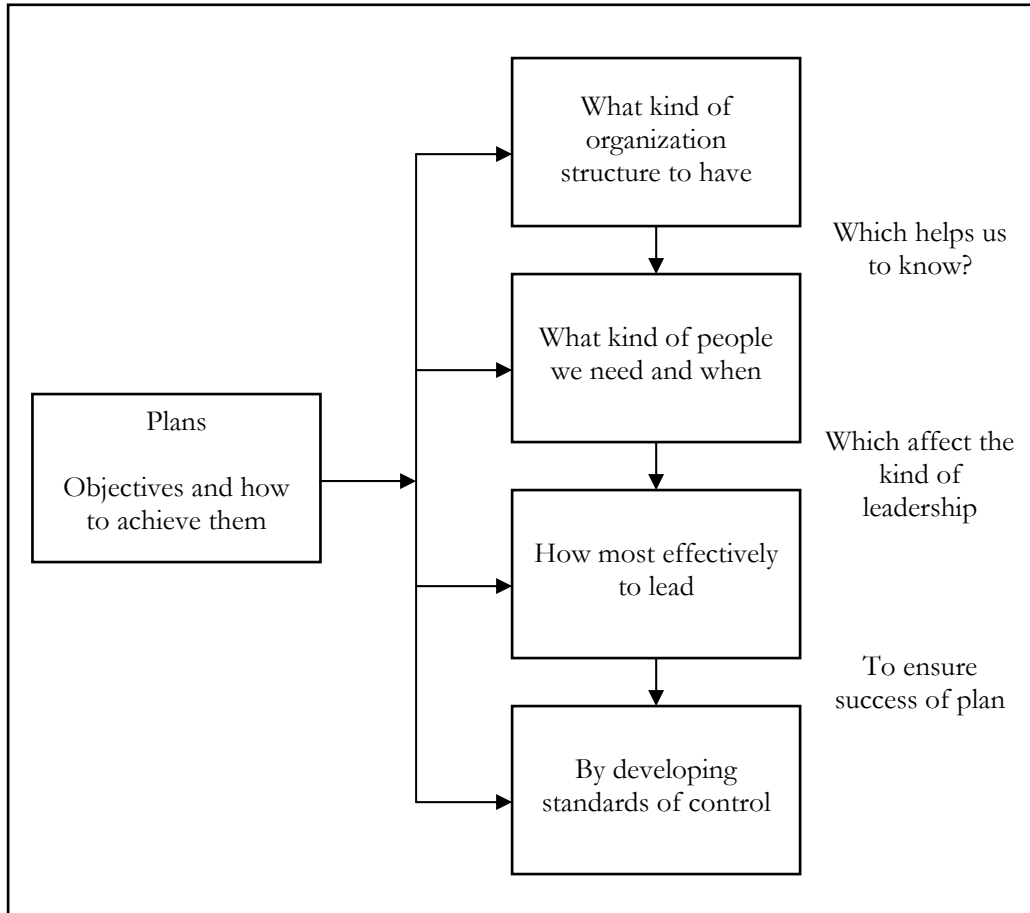 What kind of
organization
structure to have
Which helps us
to know?
What kind of people
we need and when
Plans
Objectives and how
to achieve them
Which affect the
kind of
leadership
How most effectively
to lead
To ensure
success of plan
By developing
standards of control